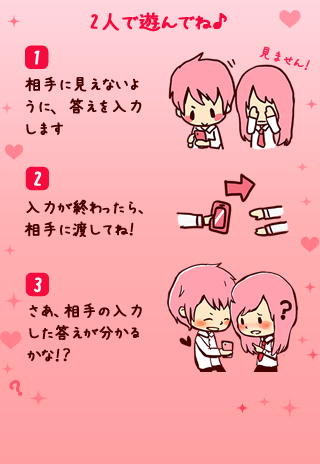 2人で遊んでね♪
1
見ません!
相手に見えないよ
うに、答えを入力
します
2
入力が終わったら、
相手に渡してね!
3
さあ、相手の入力
した答えが分かる
かな!?
?
?